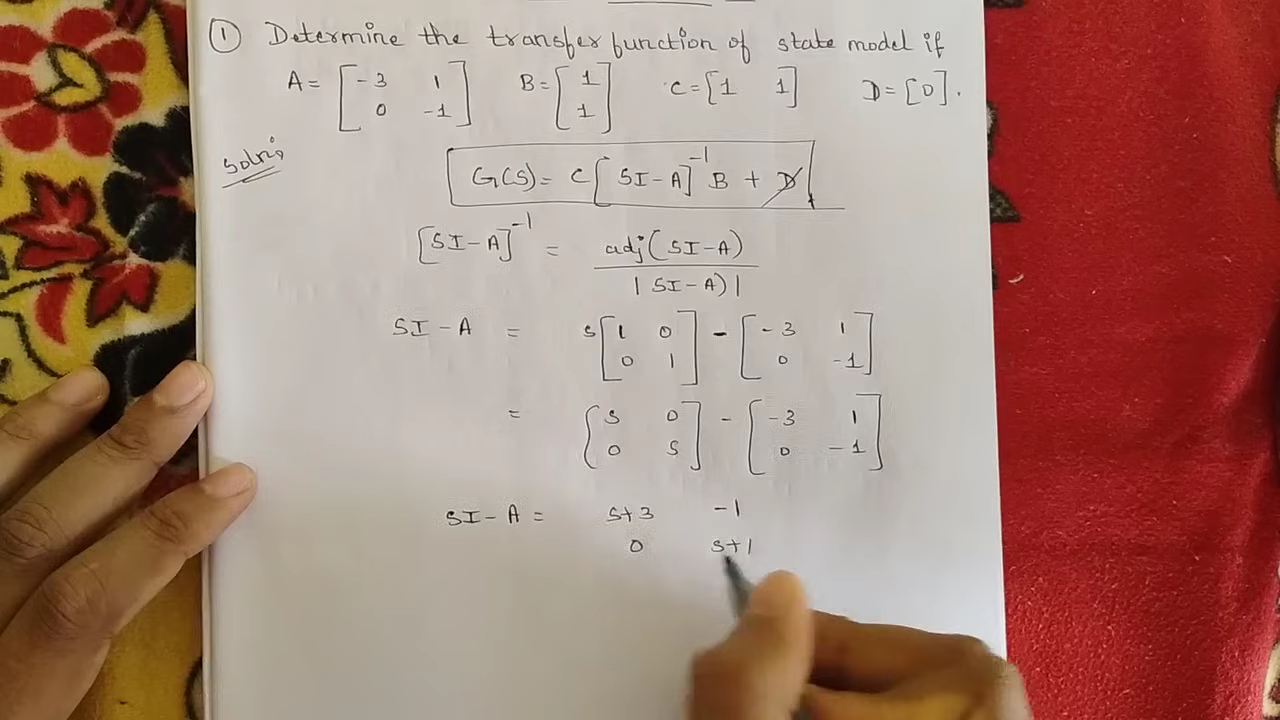 ① Determine the transfer function of state model if
A = [-3 1 B = [1 C = [1 1] D = [0].
0 -1] 1]
Soln;
G(S) = C[SI-A]⁻¹ B + D
[SI-A]⁻¹ = adj(SI-A)
|SI-A)|
SI-A = S[1 0 - [-3 1
0 1] 0 -1]
= [S 0 - [-3 1
0 S] 0 -1]
SI-A = S+3 -1
0 S+1